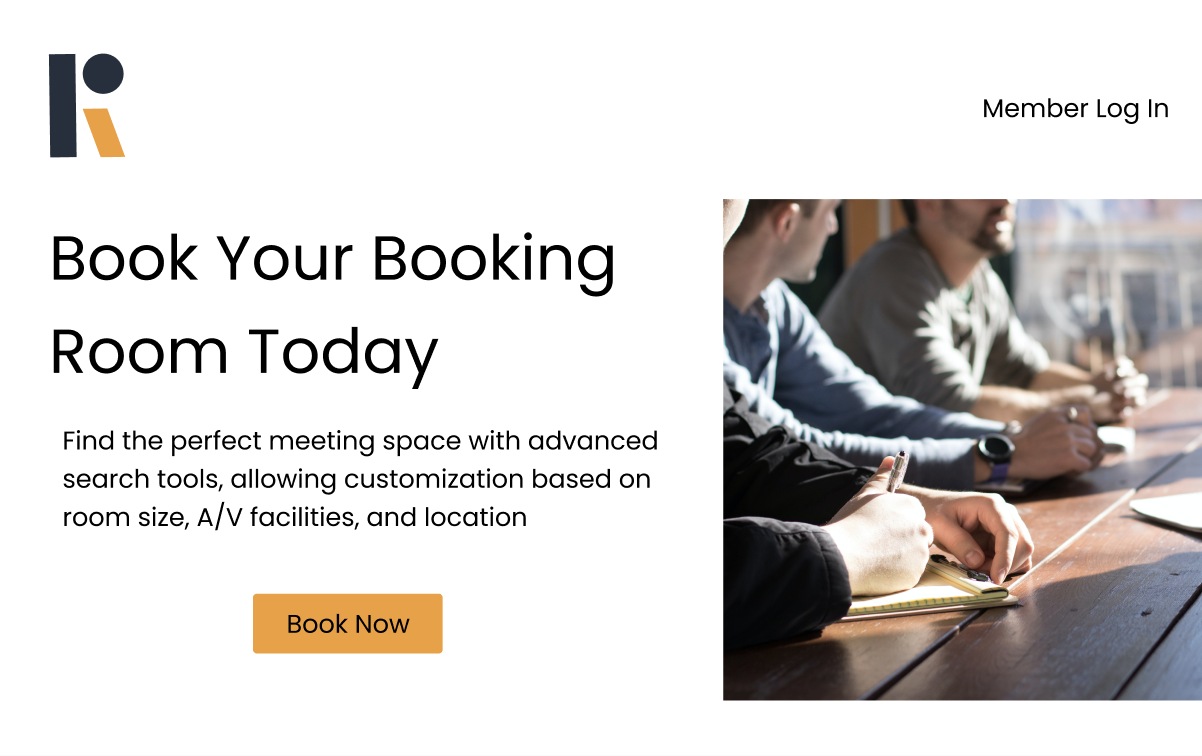 Member Log In
Book Your Booking
Room Today
Find the perfect meeting space with advanced
search tools, allowing customization based on
room size, A/V facilities, and location
Book Now